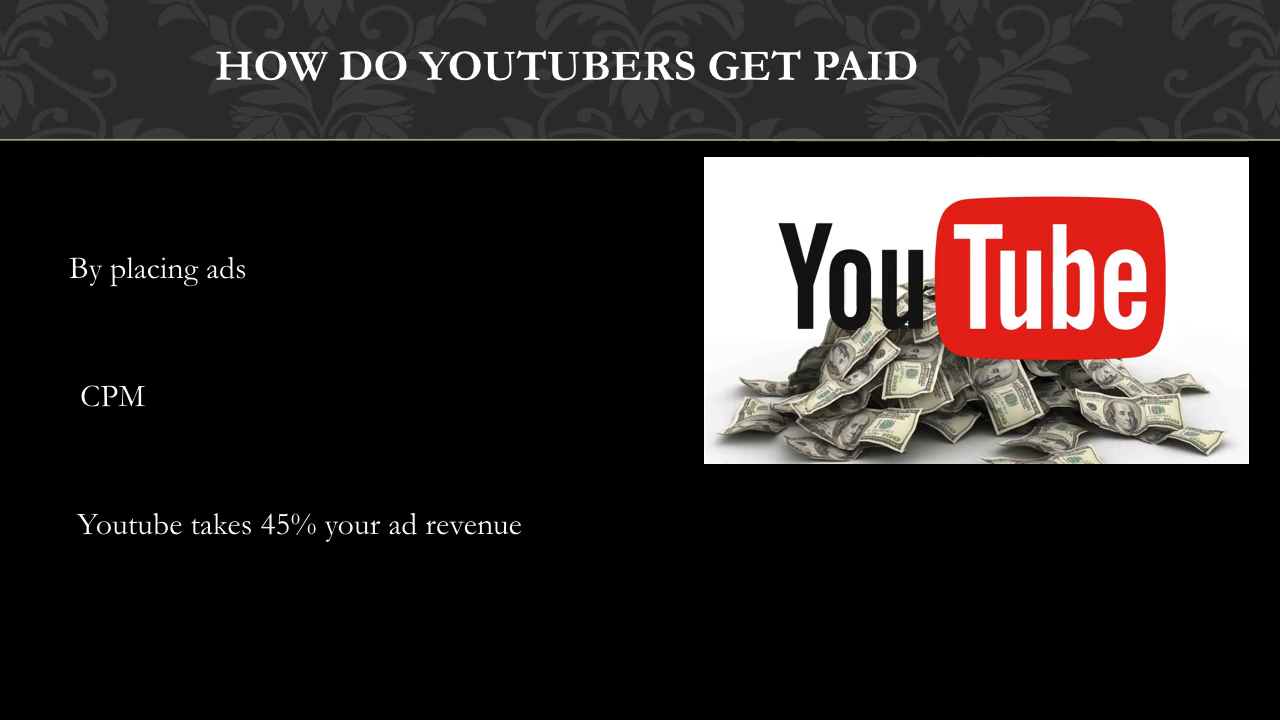 HOW DO YOUTUBERS GET PAID
By placing ads
CPM
Youtube takes 45% your ad revenue
YouTube